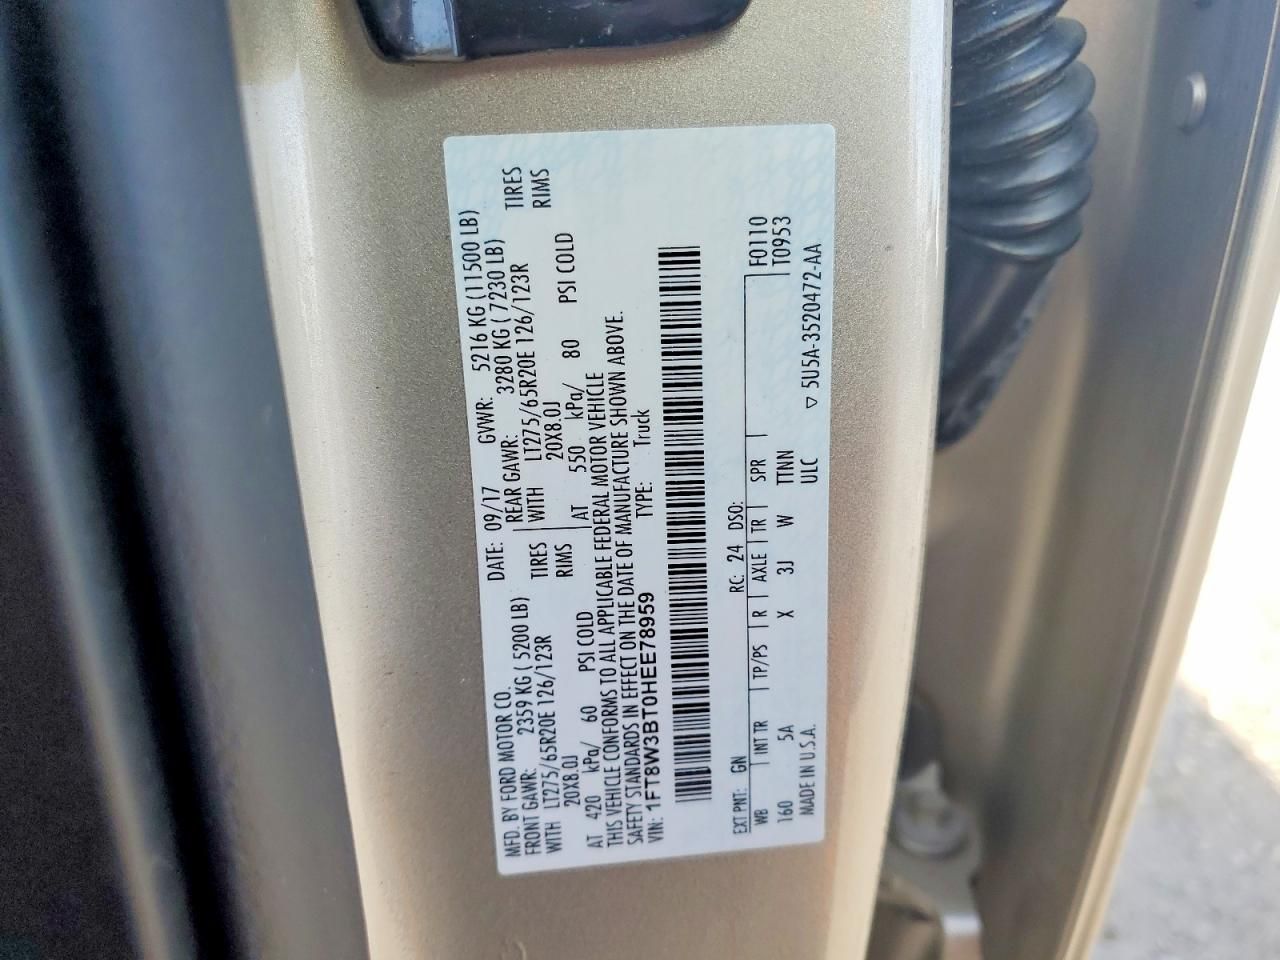 MFD. BY FORD MOTOR CO.
DATE: 09/17 GVWR: 5216 KG (11500 LB)
FRONT GAWR: 2359 KG ( 5200 LB) REAR GAWR: 3280 KG ( 7230 LB)
WITH LT275/65R20E 126/123R TIRES WITH LT275/65R20E 126/123R TIRES
20X8.0J RIMS 20X8.0J RIMS
AT 420 kPa/ 60 PSI COLD AT 550 kPa/ 80 PSI COLD
THIS VEHICLE CONFORMS TO ALL APPLICABLE FEDERAL MOTOR VEHICLE
SAFETY STANDARDS IN EFFECT ON THE DATE OF MANUFACTURE SHOWN ABOVE.
VIN: 1FT8W3BT0HEE78959 TYPE: Truck
EXT PNT: GN RC: 24 DSO: F0110
WB INT TR TP/PS R AXLE TR SPR T0953
160 5A X 3J W TTNN
MADE IN U.S.A. ULC ▽ 5U5A-3520472-AA